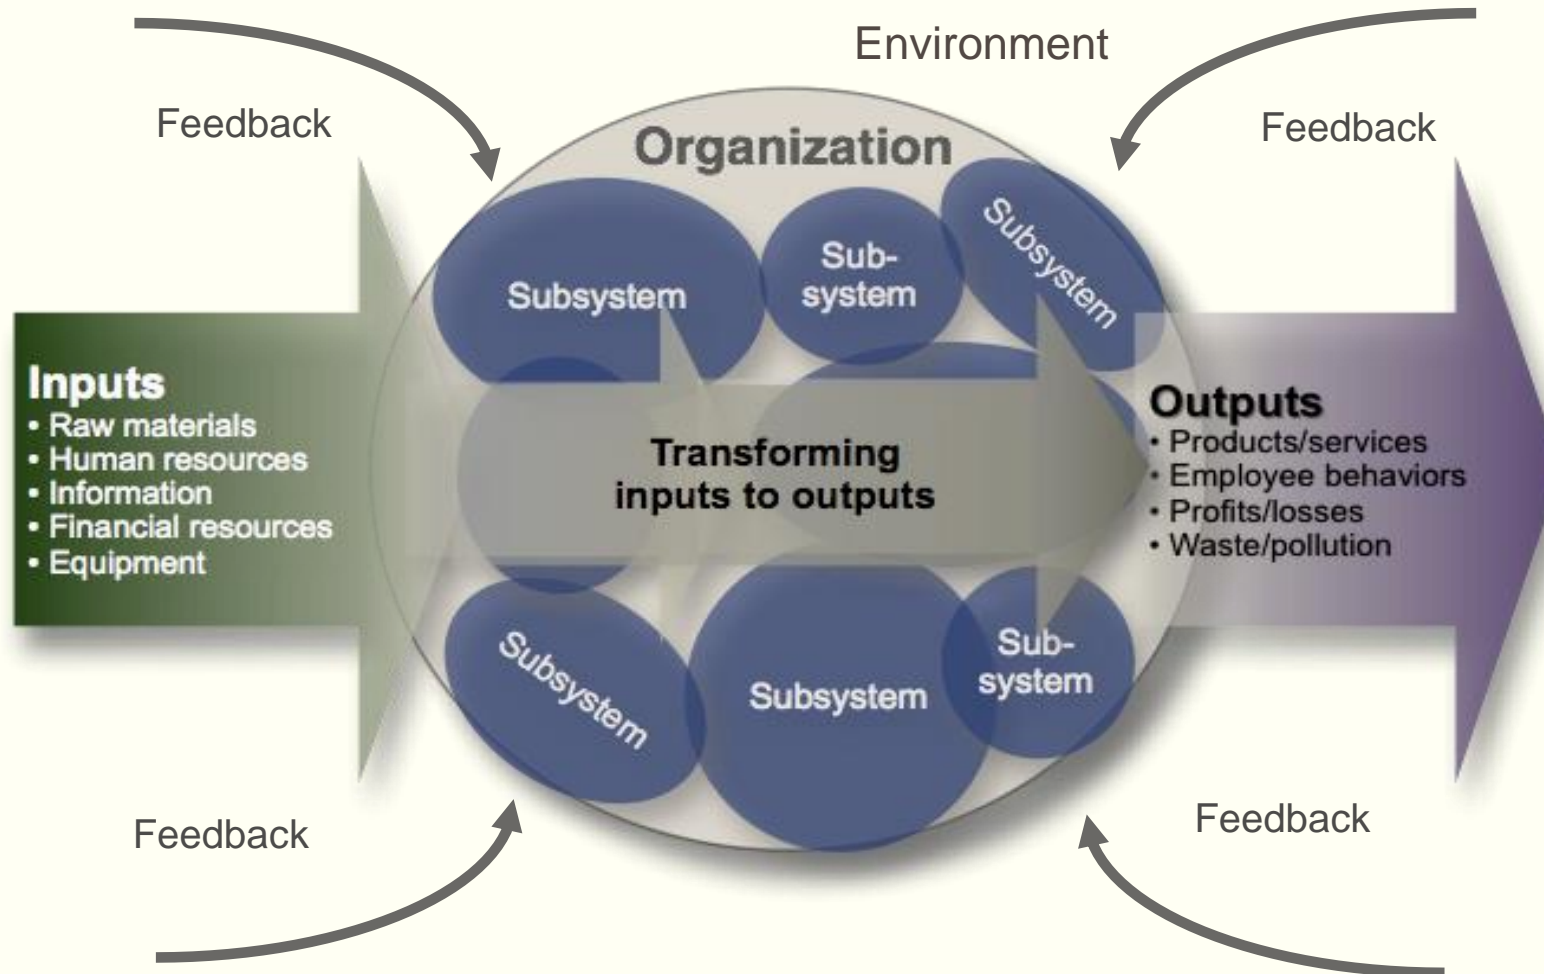 Environment
Feedback
Feedback
Organization
Subsystem
Sub-
system
Subsystem
Inputs
• Raw materials
• Human resources
• Information
• Financial resources
• Equipment
Transforming
inputs to outputs
Outputs
• Products/services
• Employee behaviors
• Profits/losses
• Waste/pollution
Subsystem
Subsystem
Sub-
system
Feedback
Feedback